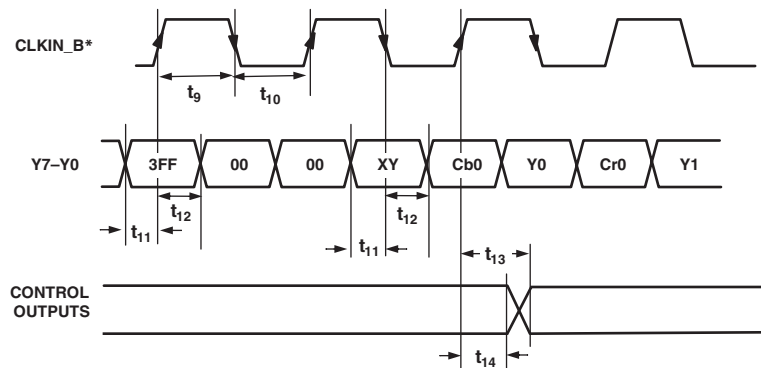 CLKIN_B*
t9
t10
Y7–Y0
3FF
00
00
XY
Cb0
Y0
Cr0
Y1
t12
t12
t11
t11
t13
CONTROL
OUTPUTS
t14